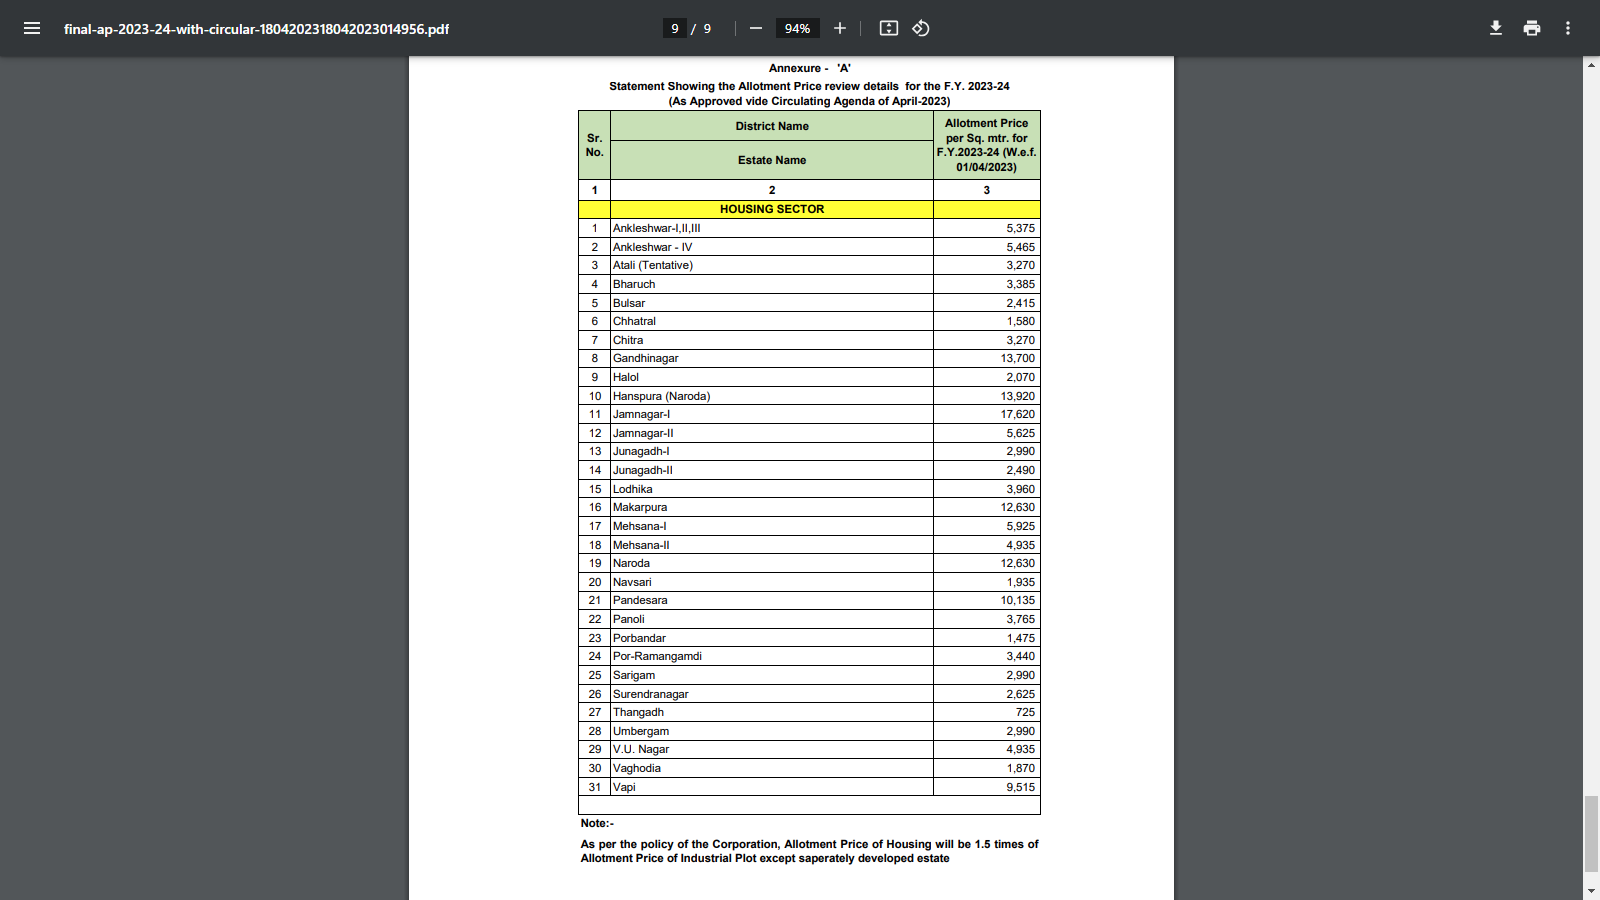 final-ap-2023-24-with-circular-1804202318042023014956.pdf
9 / 9
94%
Annexure - 'A'
Statement Showing the Allotment Price review details for the F.Y. 2023-24
(As Approved vide Circulating Agenda of April-2023)
Sr. No.
District Name
Estate Name
Allotment Price
per Sq. mtr. for
F.Y.2023-24 (W.e.f.
01/04/2023)
1 2 3
HOUSING SECTOR
1 Ankleshwar-I,II,III 5,375
2 Ankleshwar - IV 5,465
3 Atali (Tentative) 3,270
4 Bharuch 3,385
5 Bulsar 2,415
6 Chhatral 1,580
7 Chitra 3,270
8 Gandhinagar 13,700
9 Halol 2,070
10 Hanspura (Naroda) 13,920
11 Jamnagar-I 17,620
12 Jamnagar-II 5,625
13 Junagadh-I 2,990
14 Junagadh-II 2,490
15 Lodhika 3,960
16 Makarpura 12,630
17 Mehsana-I 5,925
18 Mehsana-II 4,935
19 Naroda 12,630
20 Navsari 1,935
21 Pandesara 10,135
22 Panoli 3,765
23 Porbandar 1,475
24 Por-Ramangamdi 3,440
25 Sarigam 2,990
26 Surendranagar 2,625
27 Thangadh 725
28 Umbergam 2,990
29 V.U. Nagar 4,935
30 Vaghodia 1,870
31 Vapi 9,515
Note:-
As per the policy of the Corporation, Allotment Price of Housing will be 1.5 times of
Allotment Price of Industrial Plot except saperately developed estate